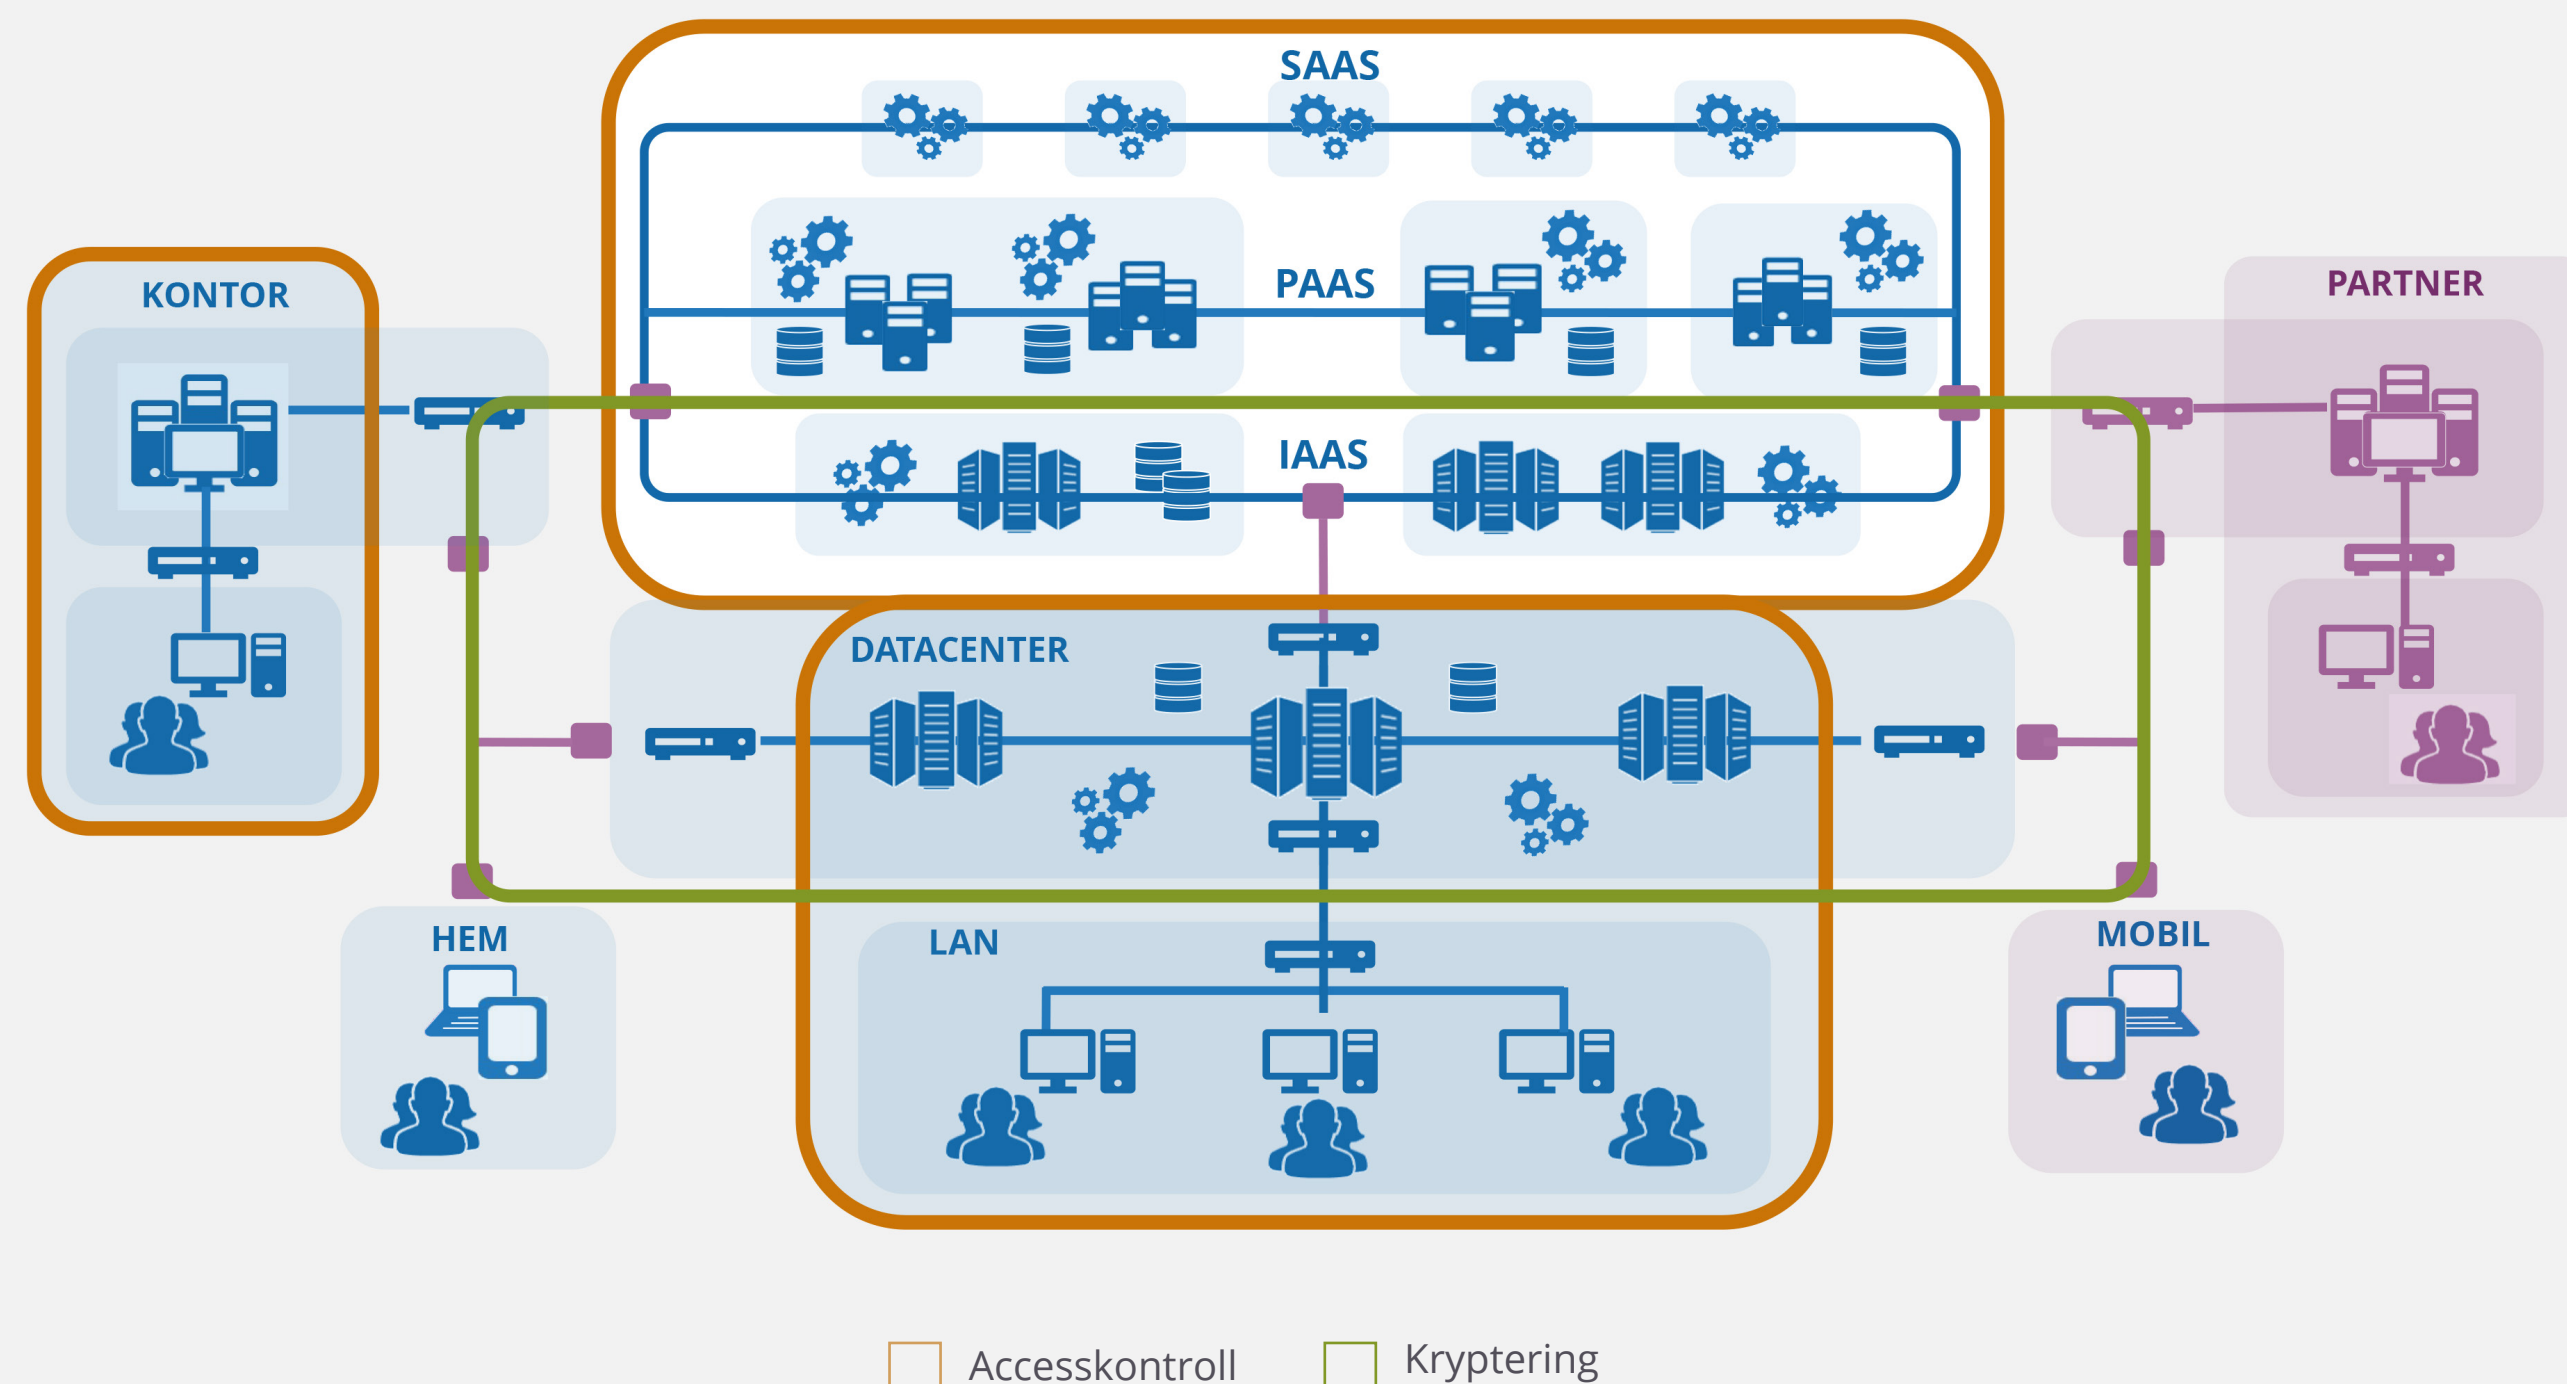 SAAS
KONTOR
PAAS
PARTNER
IAAS
DATACENTER
HEM
LAN
MOBIL
Accesskontroll
Kryptering